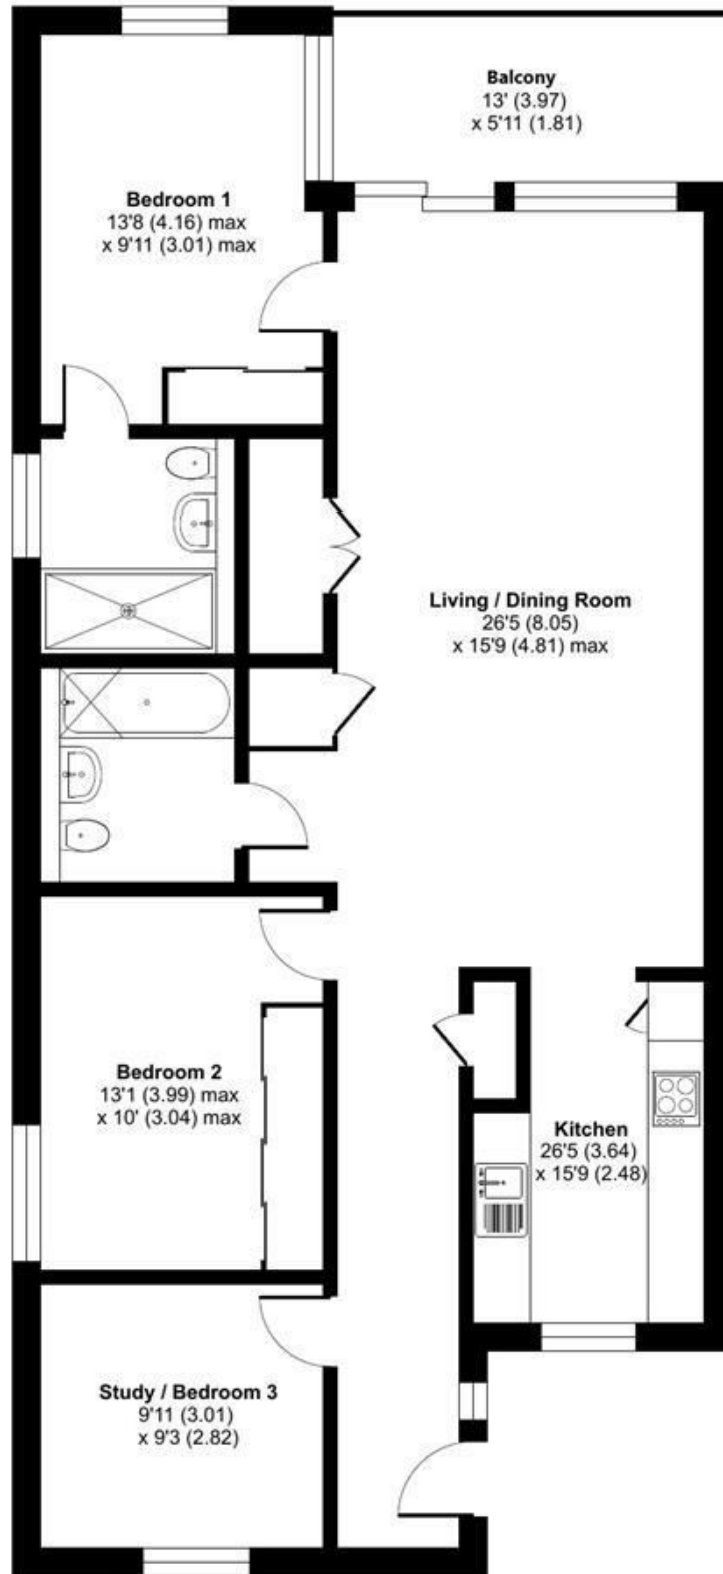 Balcony
13' (3.97)
x 5'11 (1.81)
Bedroom 1
13'8 (4.16) max
x 9'11 (3.01) max
Living / Dining Room
26'5 (8.05)
x 15'9 (4.81) max
Bedroom 2
13'1 (3.99) max
x 10' (3.04) max
Kitchen
26'5 (3.64)
x 15'9 (2.48)
Study / Bedroom 3
9'11 (3.01)
x 9'3 (2.82)